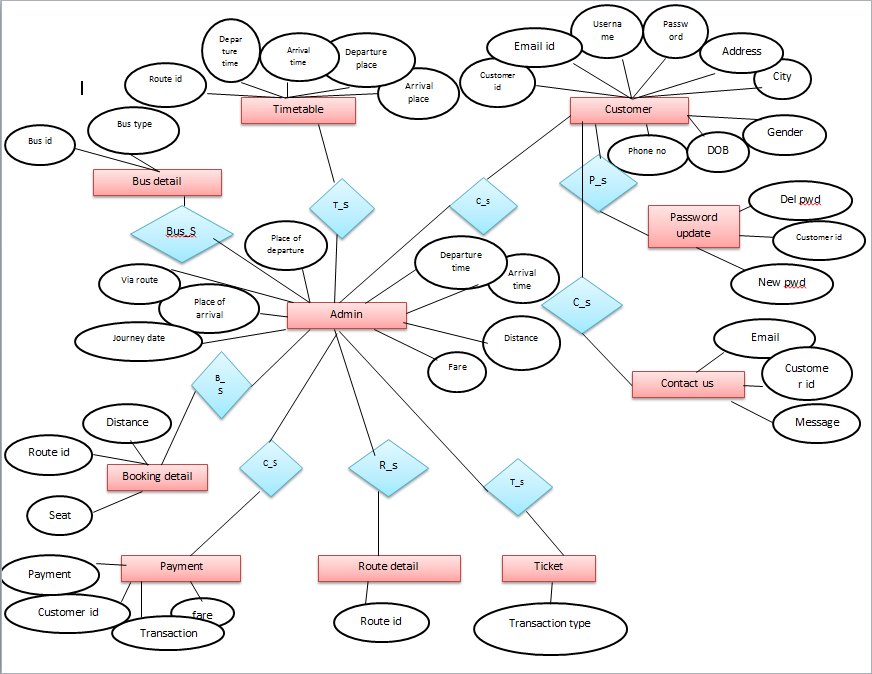 Depar
ture
time
Arrival
time
Departure
place
Route id
Arrival
place
Timetable
Userna
me
Passw
ord
Email id
Address
Customer
id
City
Customer
Gender
Phone no
DOB
Bus type
Bus id
Bus detail
T_S
C_s
P_s
Password
update
Del pwd
Customer id
New pwd
Bus_S
Place of
departure
Departure
time
Arrival
time
Via route
Place of
arrival
Journey date
Admin
Distance
Fare
C_s
Email
Custome
r id
Message
Contact us
B_
s
Distance
Route id
Booking detail
Seat
C_S
R_s
T_s
Payment
Payment
Customer id
fare
Transaction
Route detail
Route id
Ticket
Transaction type